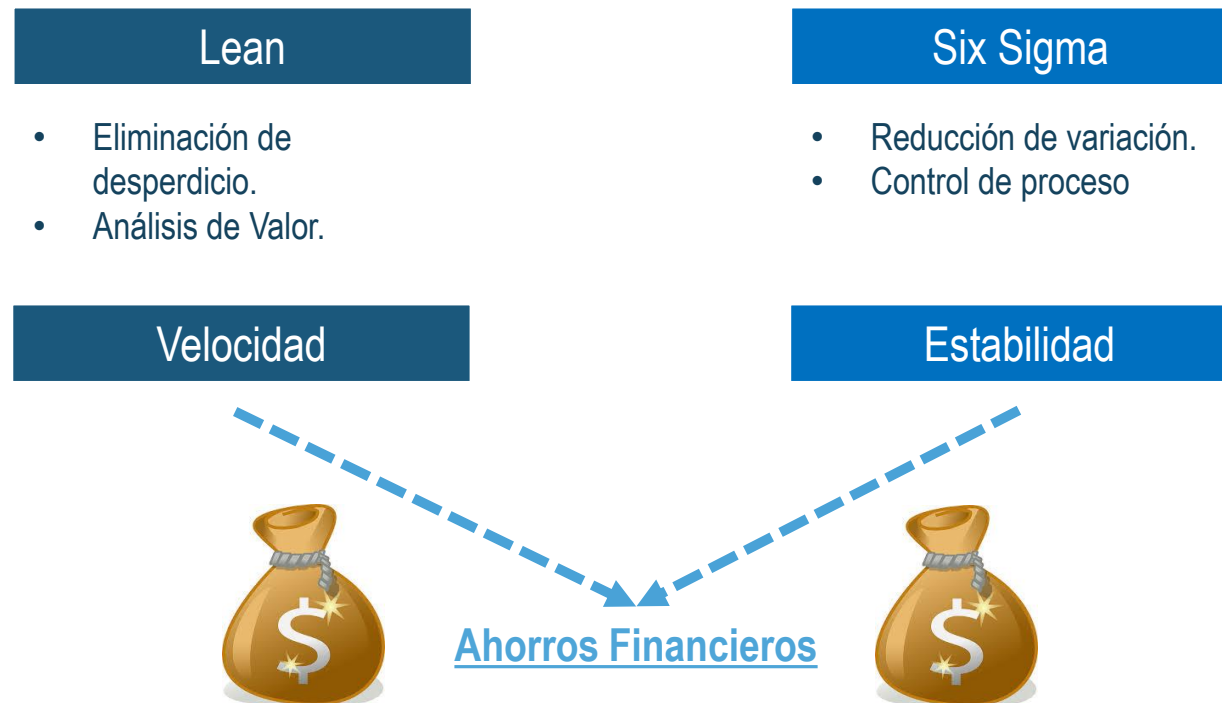 Lean
• Eliminación de
desperdicio.
• Análisis de Valor.
Velocidad
Six Sigma
• Reducción de variación.
• Control de proceso
Estabilidad
$
Ahorros Financieros
$